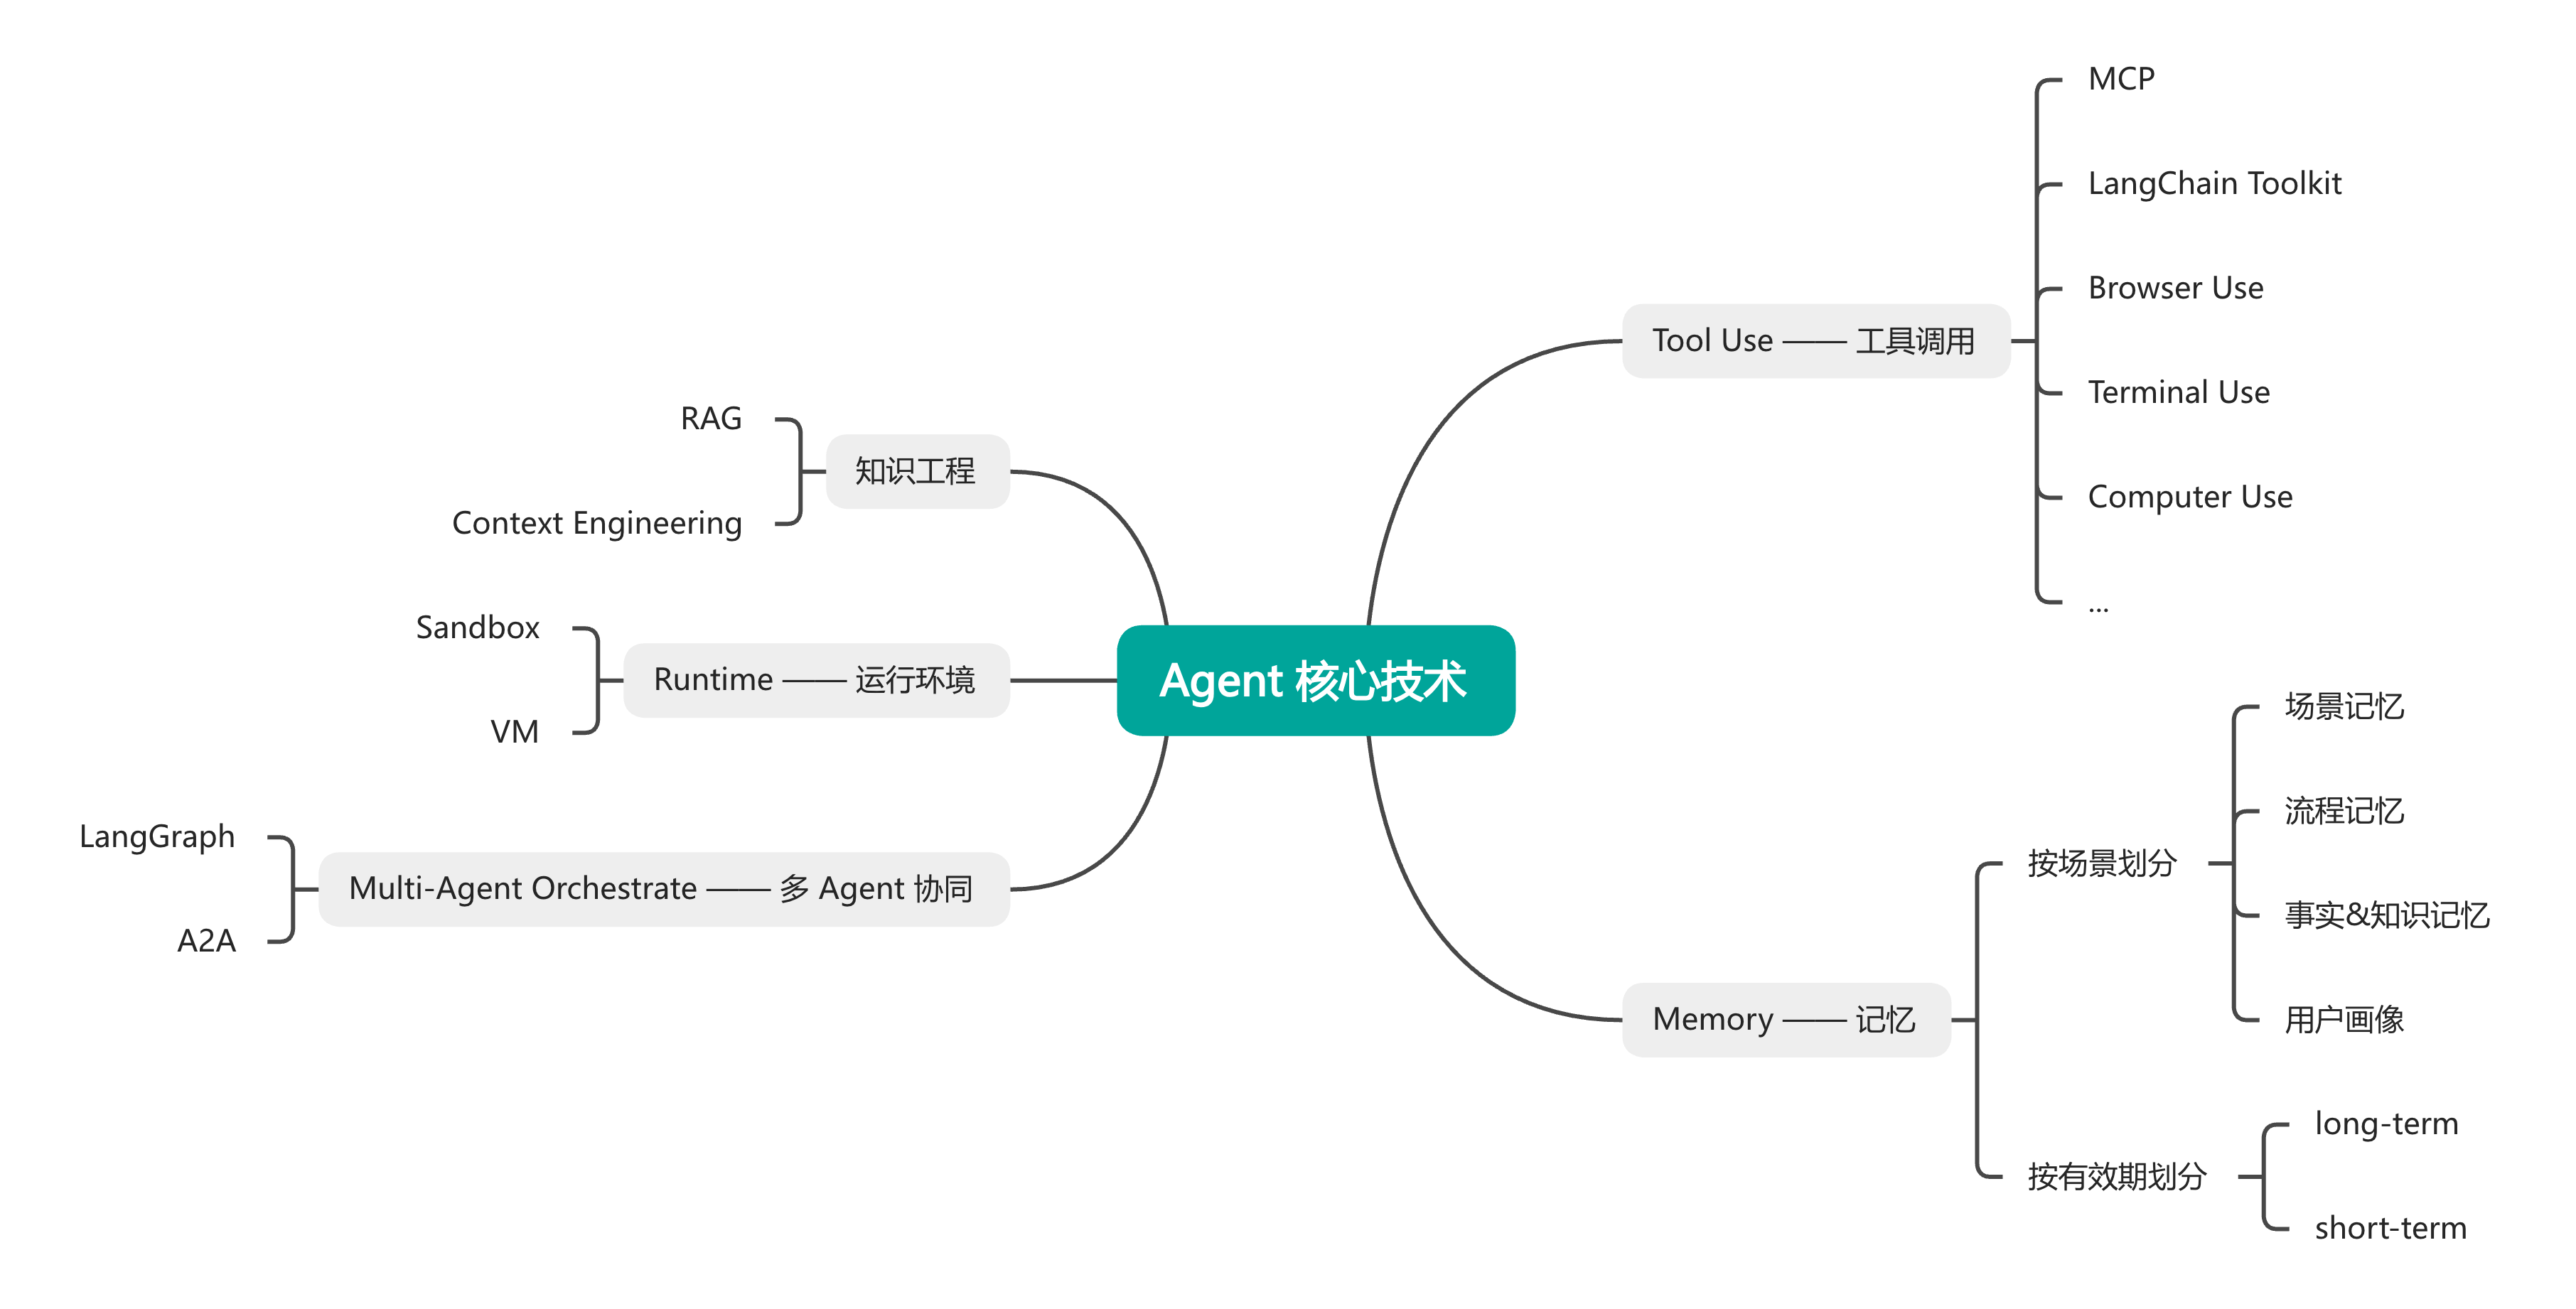 Agent 核心技术
Tool Use —— 工具调用
MCP
LangChain Toolkit
Browser Use
Terminal Use
Computer Use
...
Memory —— 记忆
按场景划分
场景记忆
流程记忆
事实&知识记忆
用户画像
按有效期划分
long-term
short-term
知识工程
RAG
Context Engineering
Runtime —— 运行环境
Sandbox
VM
Multi-Agent Orchestrate —— 多 Agent 协同
LangGraph
A2A